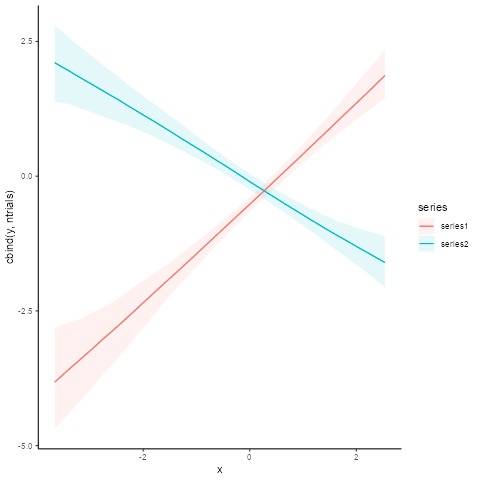 2.5
0.0
-2.5
-5.0
cbind(y, ntrials)
-2
0
2
x
series
series1
series2